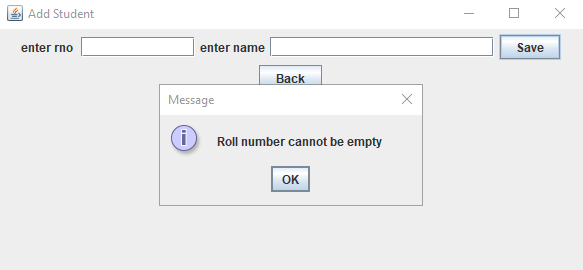 Add Student
enter rno enter name Save
Back
Message
Roll number cannot be empty
OK